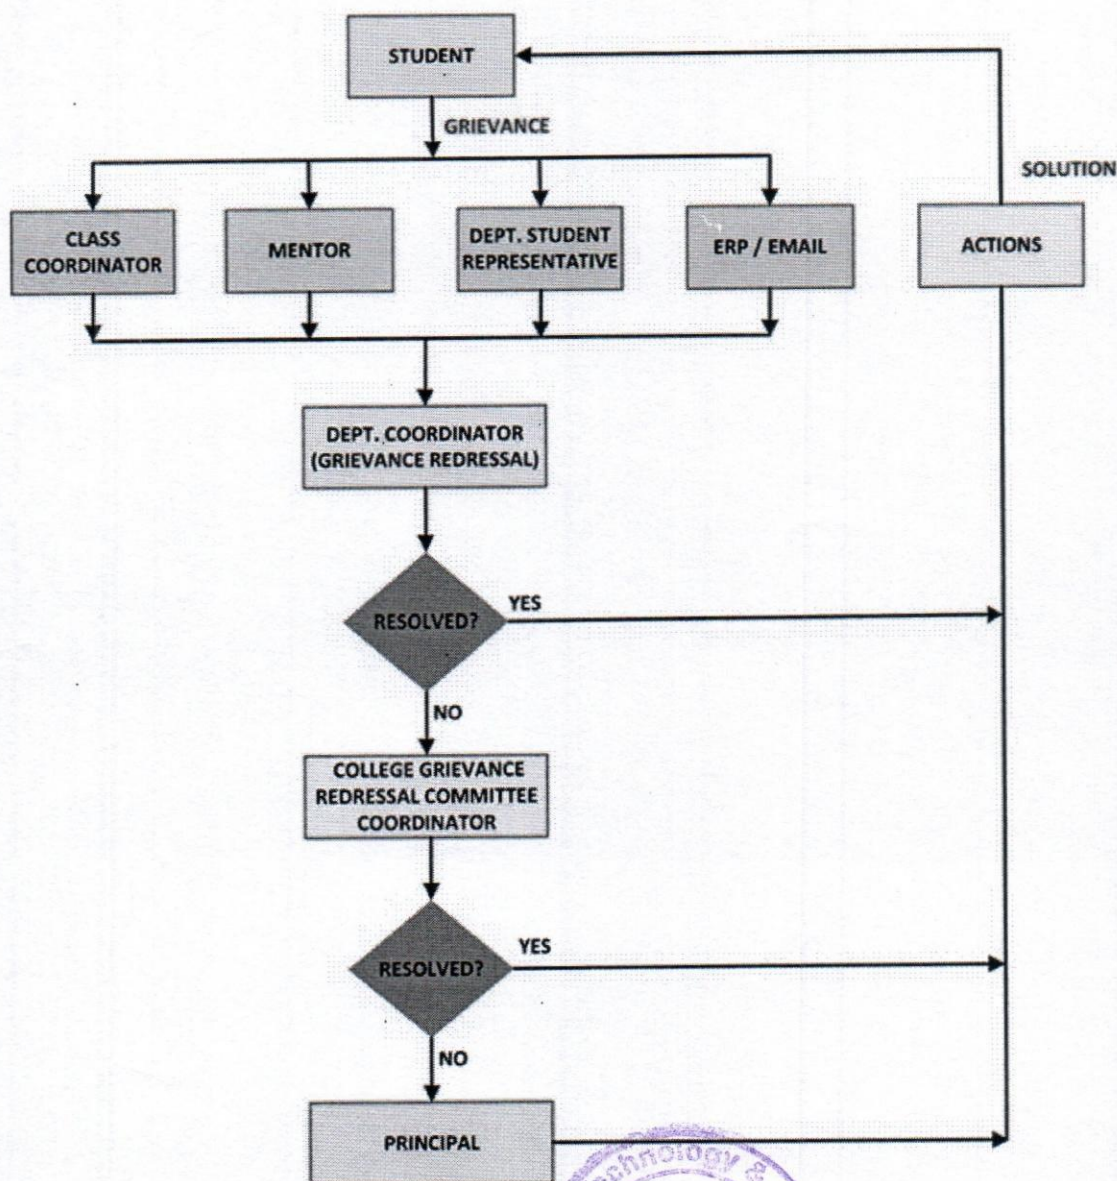 STUDENT
GRIEVANCE
SOLUTION
CLASS
COORDINATOR
MENTOR
DEPT. STUDENT
REPRESENTATIVE
ERP / EMAIL
ACTIONS
DEPT. COORDINATOR
(GRIEVANCE REDRESSAL)
RESOLVED?
YES
NO
COLLEGE GRIEVANCE
REDRESSAL COMMITTEE
COORDINATOR
RESOLVED?
YES
NO
PRINCIPAL